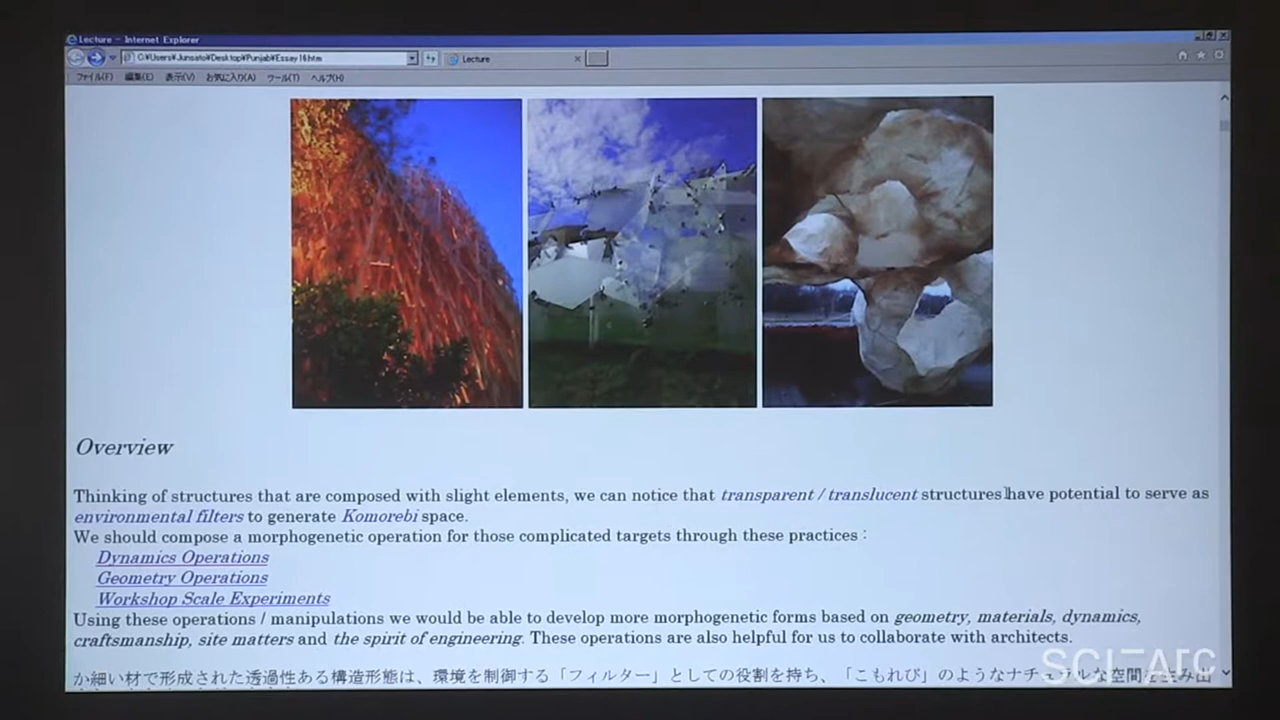 Lecture - Internet Explorer
C:¥Users¥Junsato¥Desktop¥Punjab¥Essay16.htm
Lecture
ファイル(F) 編集(E) 表示(V) お気に入り(A) ツール(T) ヘルプ(H)
Overview
Thinking of structures that are composed with slight elements, we can notice that transparent / translucent structures have potential to serve as
environmental filters to generate Komorebi space.
We should compose a morphogenetic operation for those complicated targets through these practices :
Dynamics Operations
Geometry Operations
Workshop Scale Experiments
Using these operations / manipulations we would be able to develop more morphogenetic forms based on geometry, materials, dynamics,
craftsmanship, site matters and the spirit of engineering. These operations are also helpful for us to collaborate with architects.
か細い材で形成された透過性ある構造形態は、環境を制御する「フィルター」としての役割を持ち、「こもれび」のようなナチュラルな空間を生み出
SCI-Arc